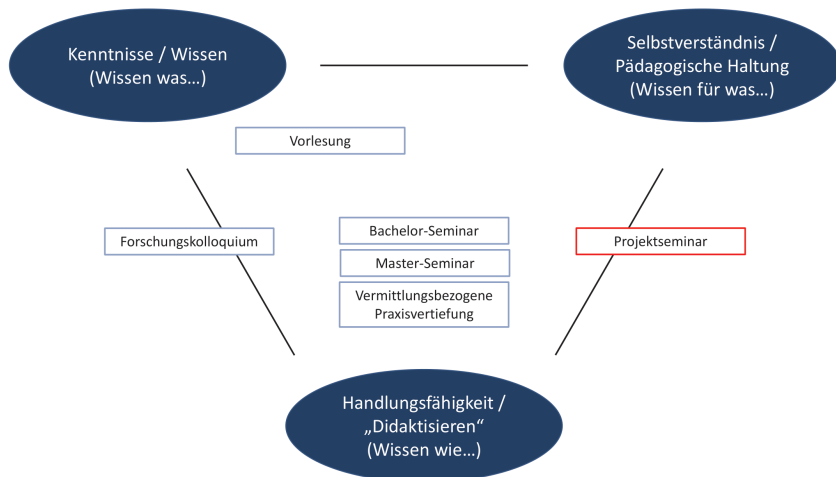 Kenntnisse / Wissen
(Wissen was...)
Selbstverständnis /
Pädagogische Haltung
(Wissen für was...)
Vorlesung
Forschungskolloquium
Bachelor-Seminar
Master-Seminar
Vermittlungsbezogene
Praxisvertiefung
Projektseminar
Handlungsfähigkeit /
„Didaktisieren“
(Wissen wie...)